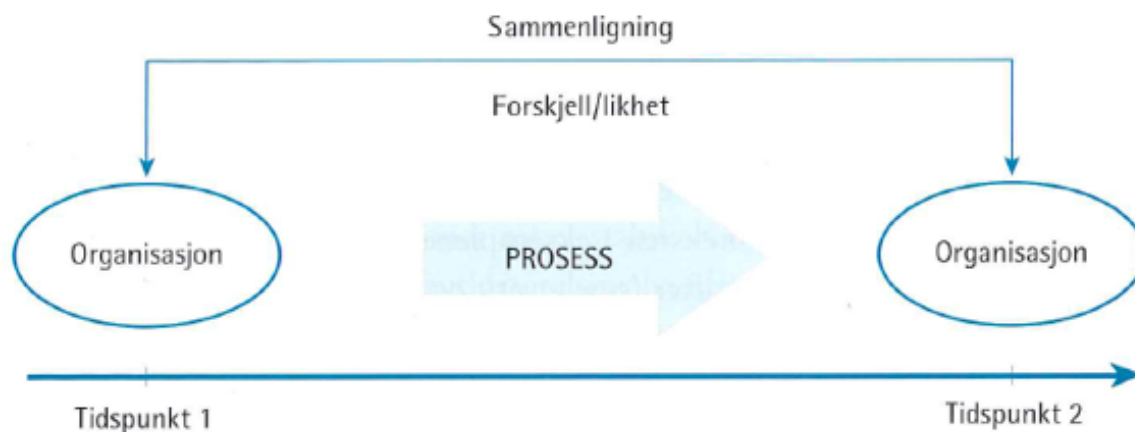 Sammenligning
Forskjell/likhet
Organisasjon
PROSESS
Organisasjon
Tidspunkt 1
Tidspunkt 2